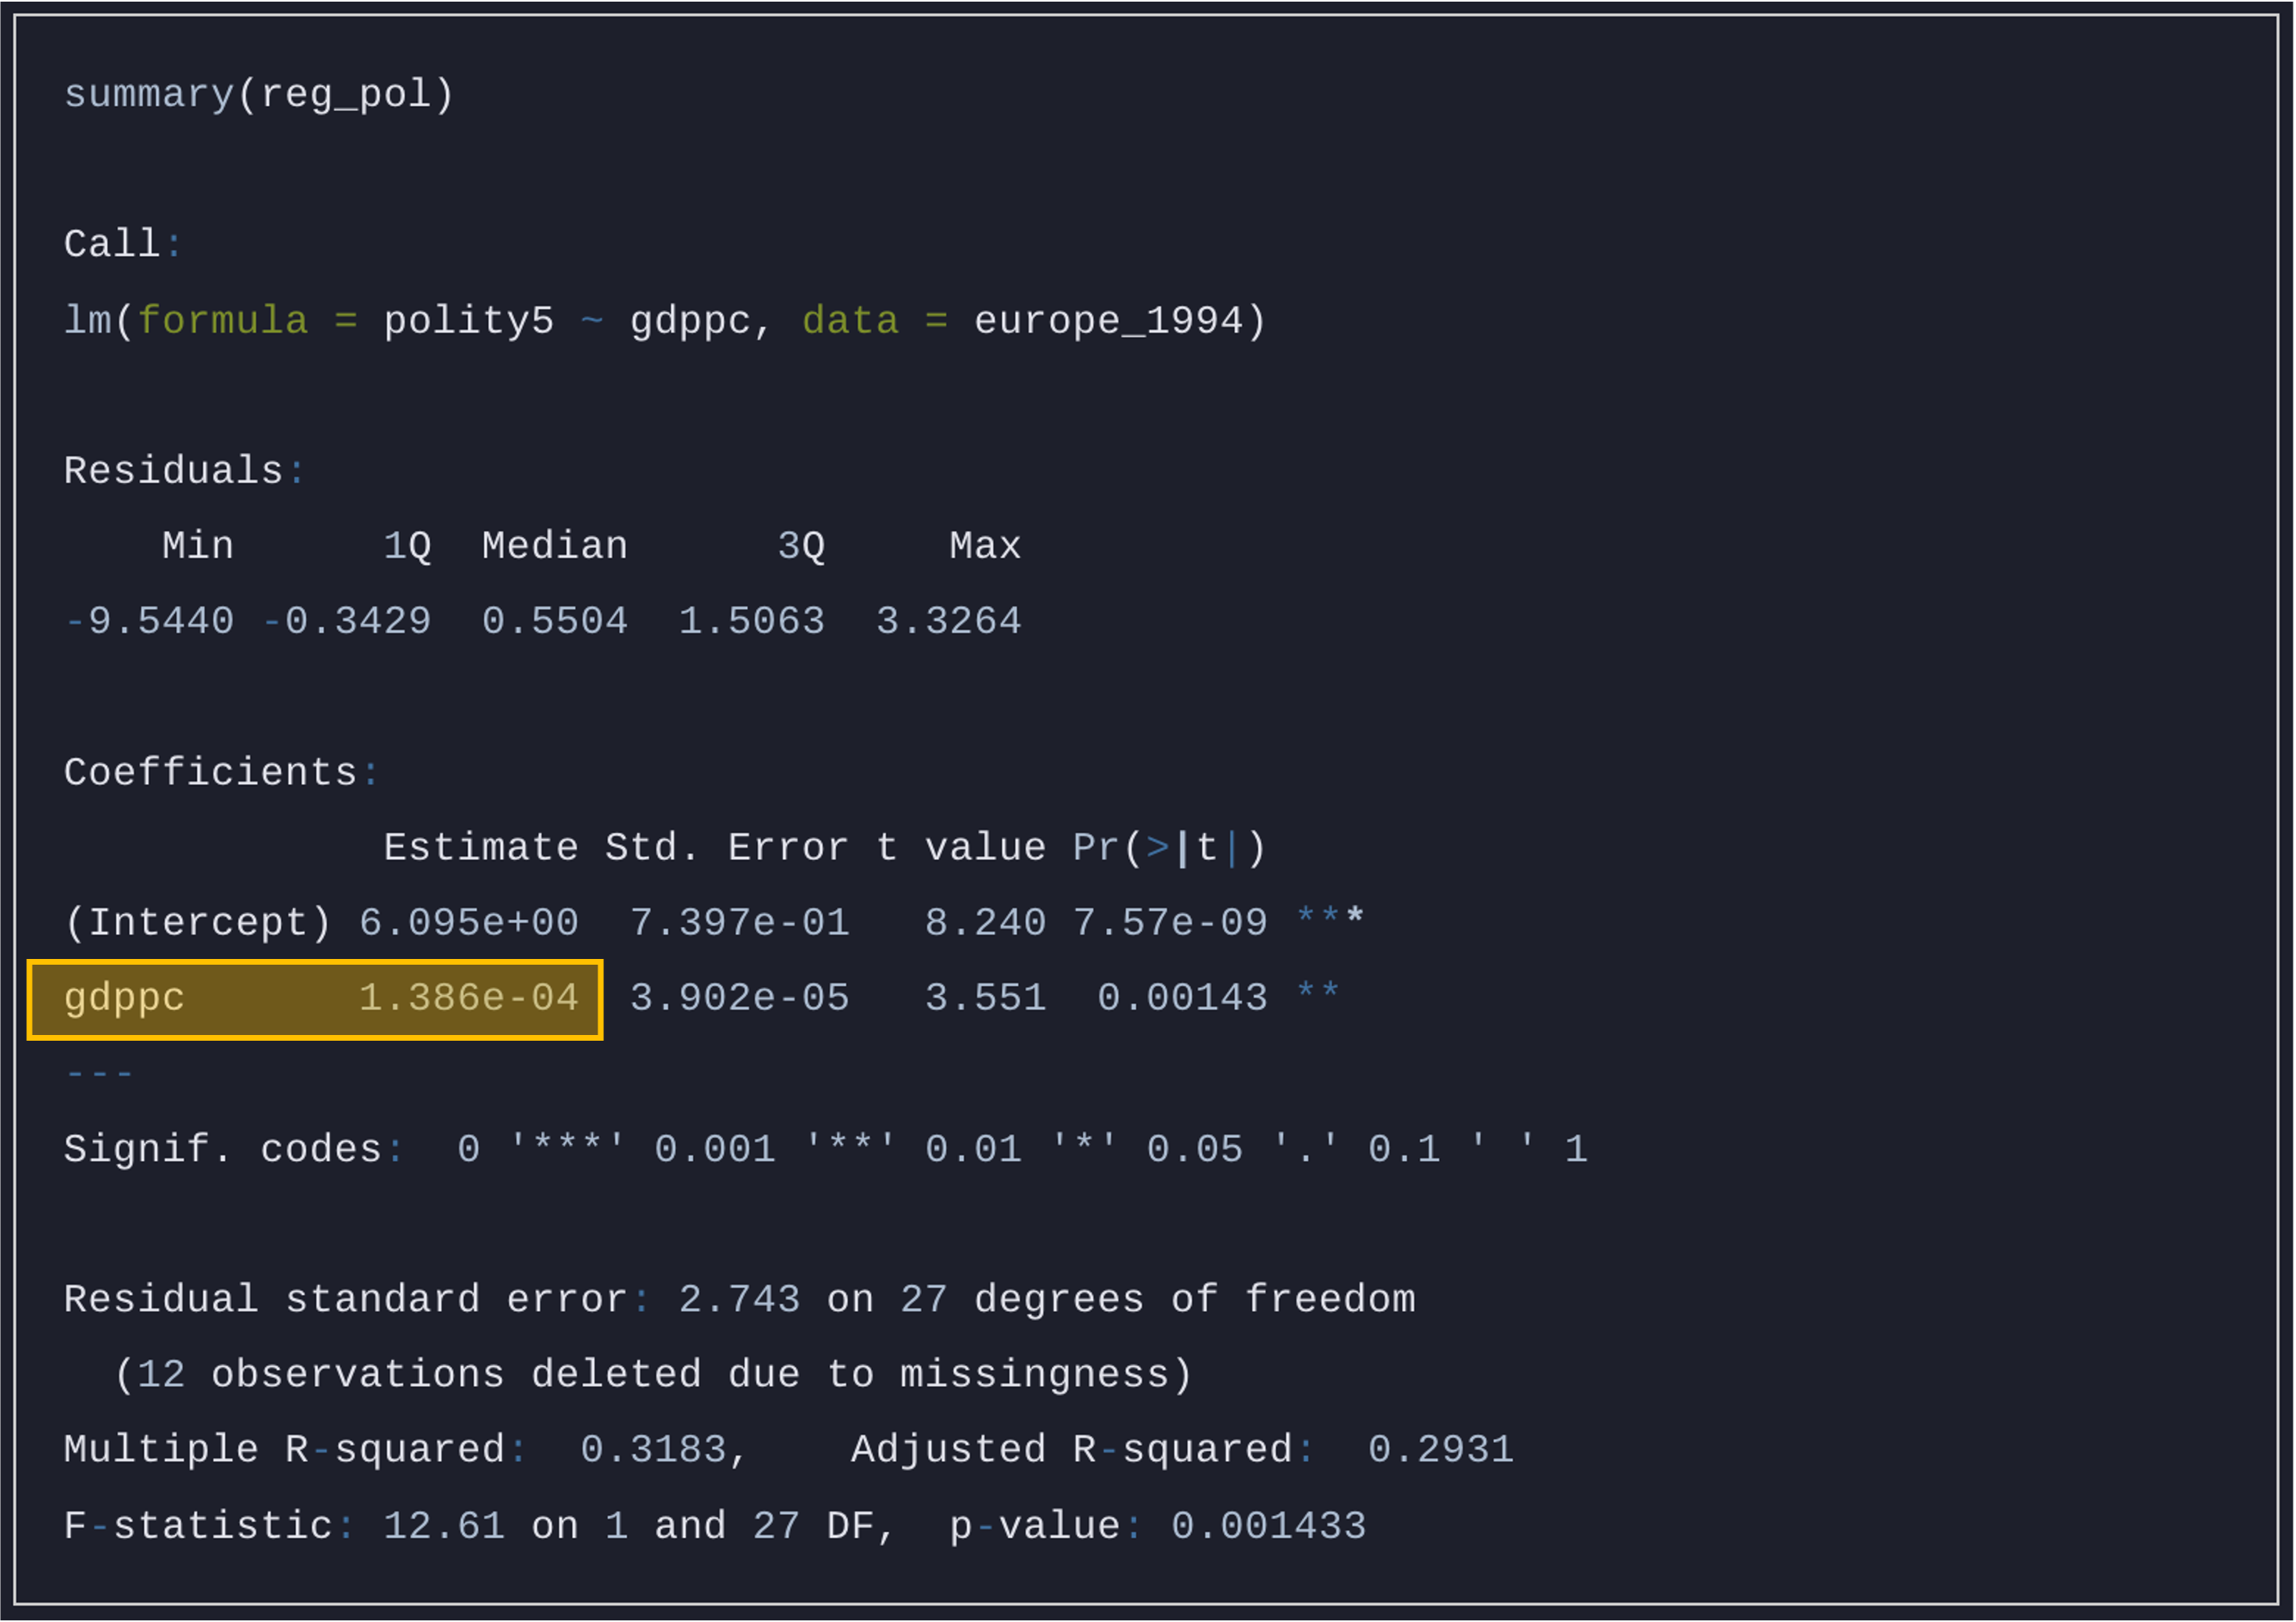 summary(reg_pol)
Call:
lm(formula = polity5 ~ gdppc, data = europe_1994)
Residuals:
    Min      1Q  Median      3Q     Max
-9.5440 -0.3429  0.5504  1.5063  3.3264
Coefficients:
             Estimate Std. Error t value Pr(>|t|)
(Intercept) 6.095e+00  7.397e-01   8.240 7.57e-09 ***
gdppc       1.386e-04  3.902e-05   3.551  0.00143 **
---
Signif. codes:  0 '***' 0.001 '**' 0.01 '*' 0.05 '.' 0.1 ' ' 1
Residual standard error: 2.743 on 27 degrees of freedom
  (12 observations deleted due to missingness)
Multiple R-squared:  0.3183,    Adjusted R-squared:  0.2931
F-statistic: 12.61 on 1 and 27 DF,  p-value: 0.001433